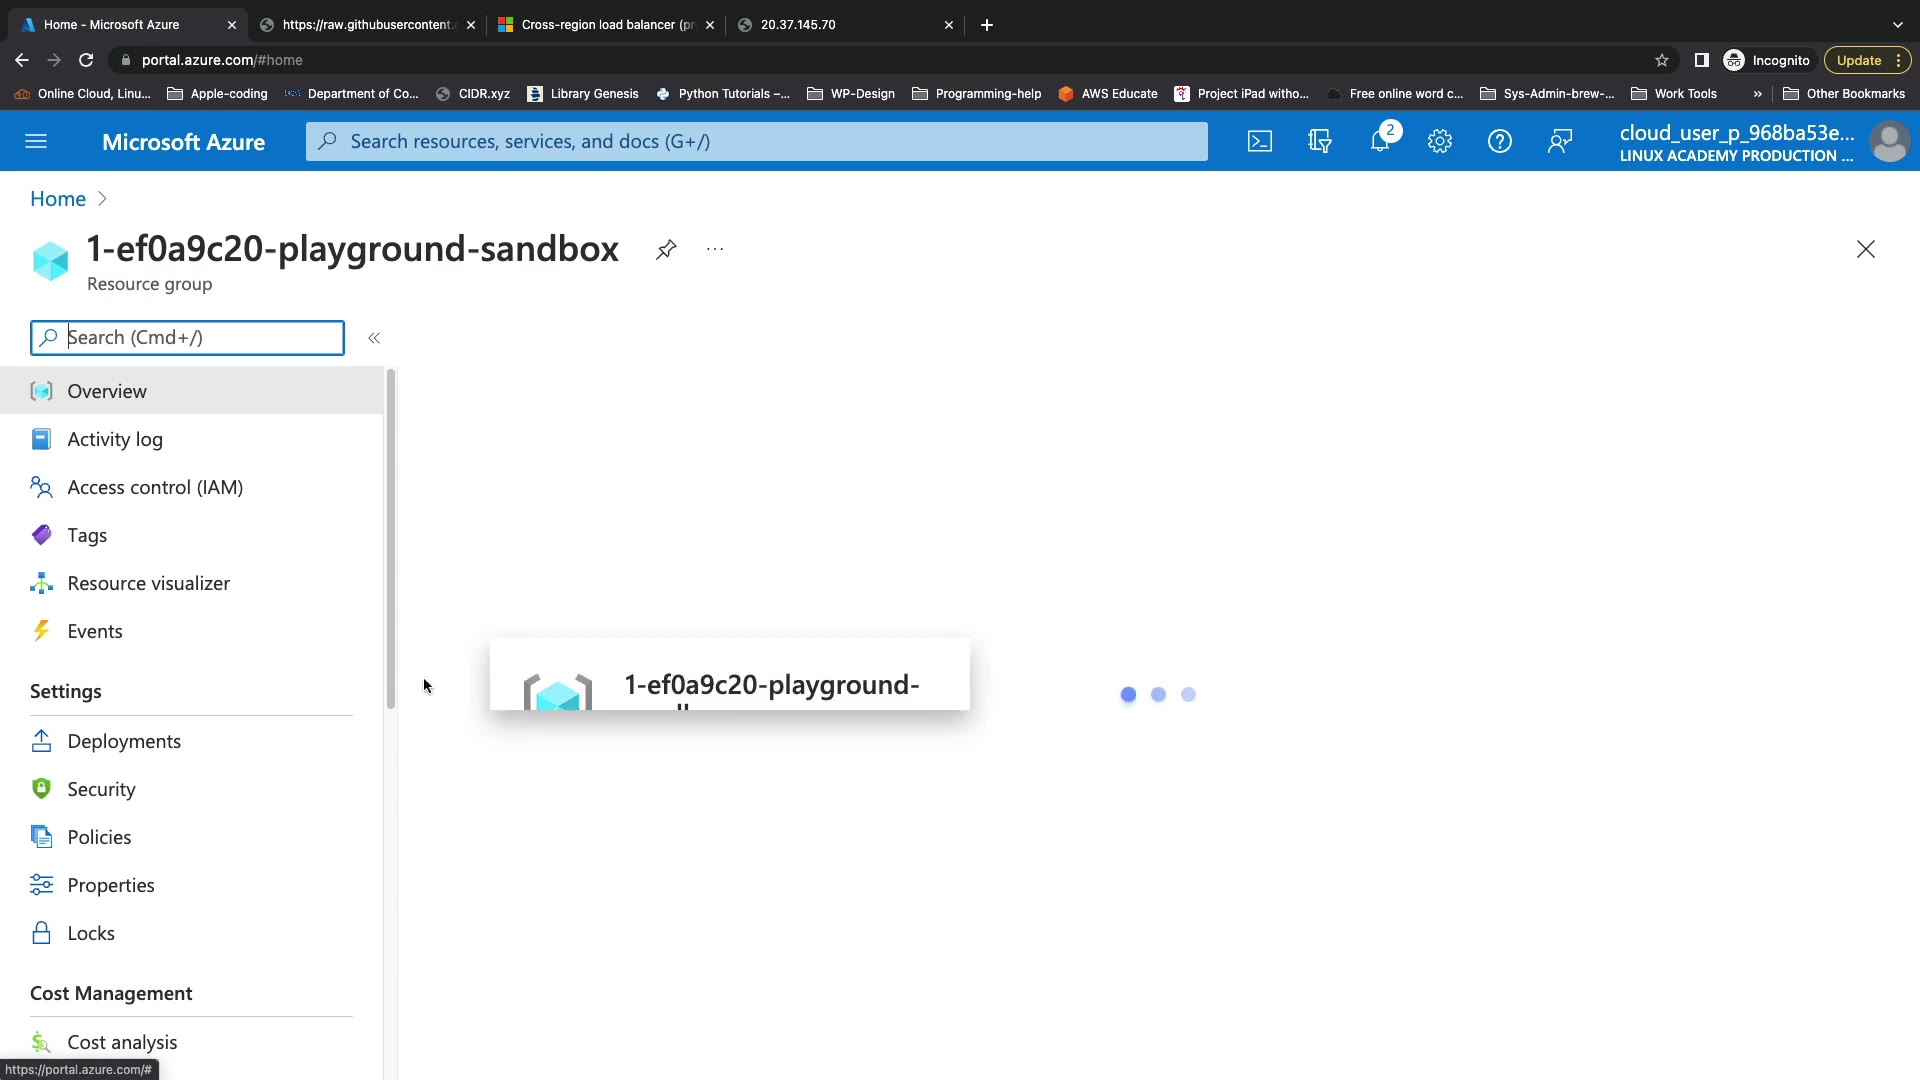 Home - Microsoft Azure
https://raw.githubusercontent.c
Cross-region load balancer (pr
20.37.145.70
portal.azure.com/#home
Incognito
Update
Online Cloud, Linu...
Apple-coding
Department of Co...
CIDR.xyz
Library Genesis
Python Tutorials –...
WP-Design
Programming-help
AWS Educate
Project iPad witho...
Free online word c...
Sys-Admin-brew-...
Work Tools
»
Other Bookmarks
Microsoft Azure
Search resources, services, and docs (G+/)
2
cloud_user_p_968ba53e...
LINUX ACADEMY PRODUCTION ...
Home
1-ef0a9c20-playground-sandbox
...
Resource group
Search (Cmd+/)
«
Overview
Activity log
Access control (IAM)
Tags
Resource visualizer
Events
Settings
1-ef0a9c20-playground-
Deployments
Security
Policies
Properties
Locks
Cost Management
Cost analysis
https://portal.azure.com/#